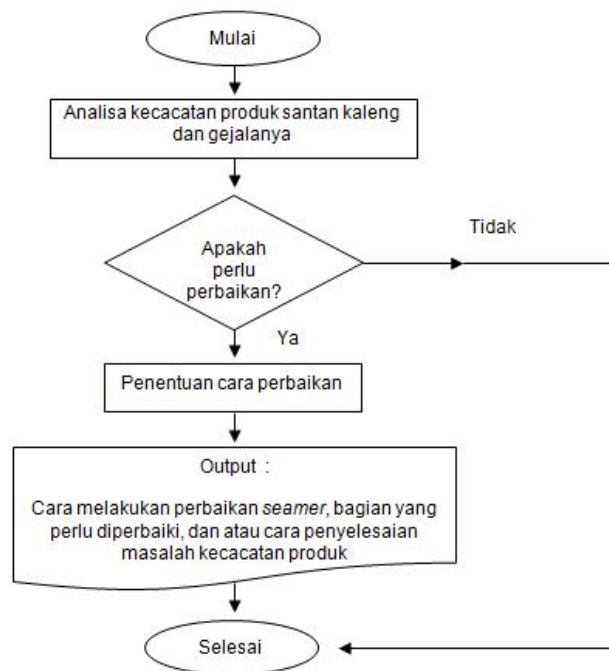 Mulai
Analisa kecacatan produk santan kaleng
dan gejalanya
Tidak
Apakah
perlu
perbaikan?
Ya
Penentuan cara perbaikan
Output :
Cara melakukan perbaikan seamer, bagian yang
perlu diperbaiki, dan atau cara penyelesaian
masalah kecacatan produk
Selesai